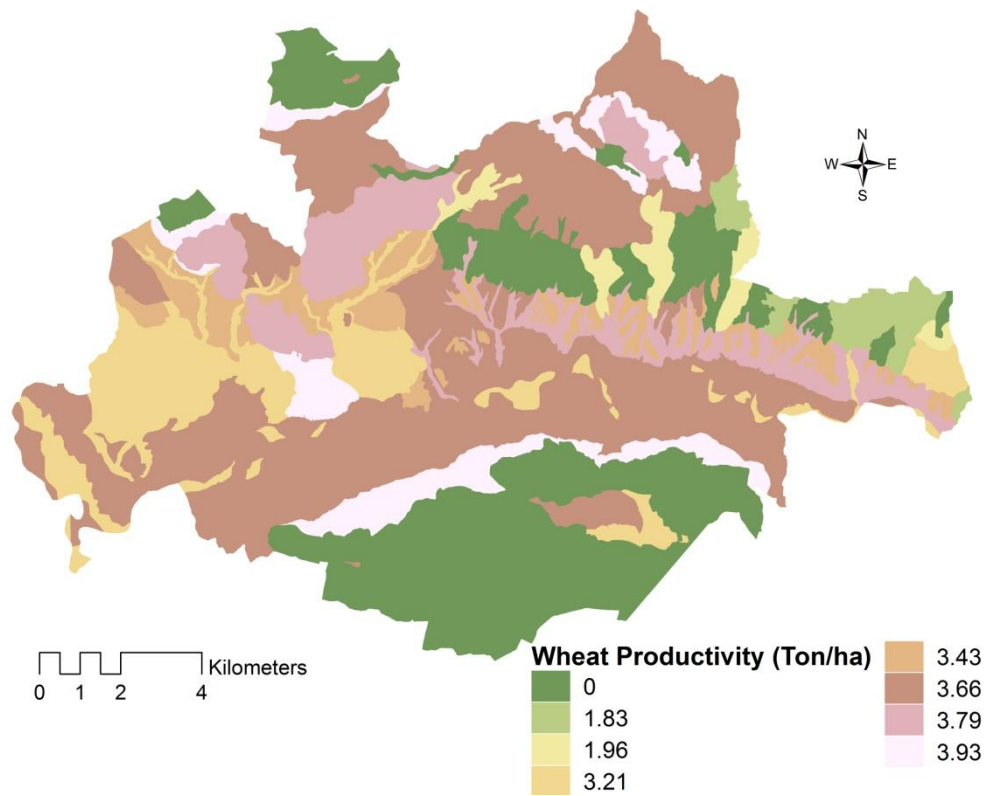 N
W E
S
Kilometers
0 1 2 4
Wheat Productivity (Ton/ha)
0
1.83
1.96
3.21
3.43
3.66
3.79
3.93